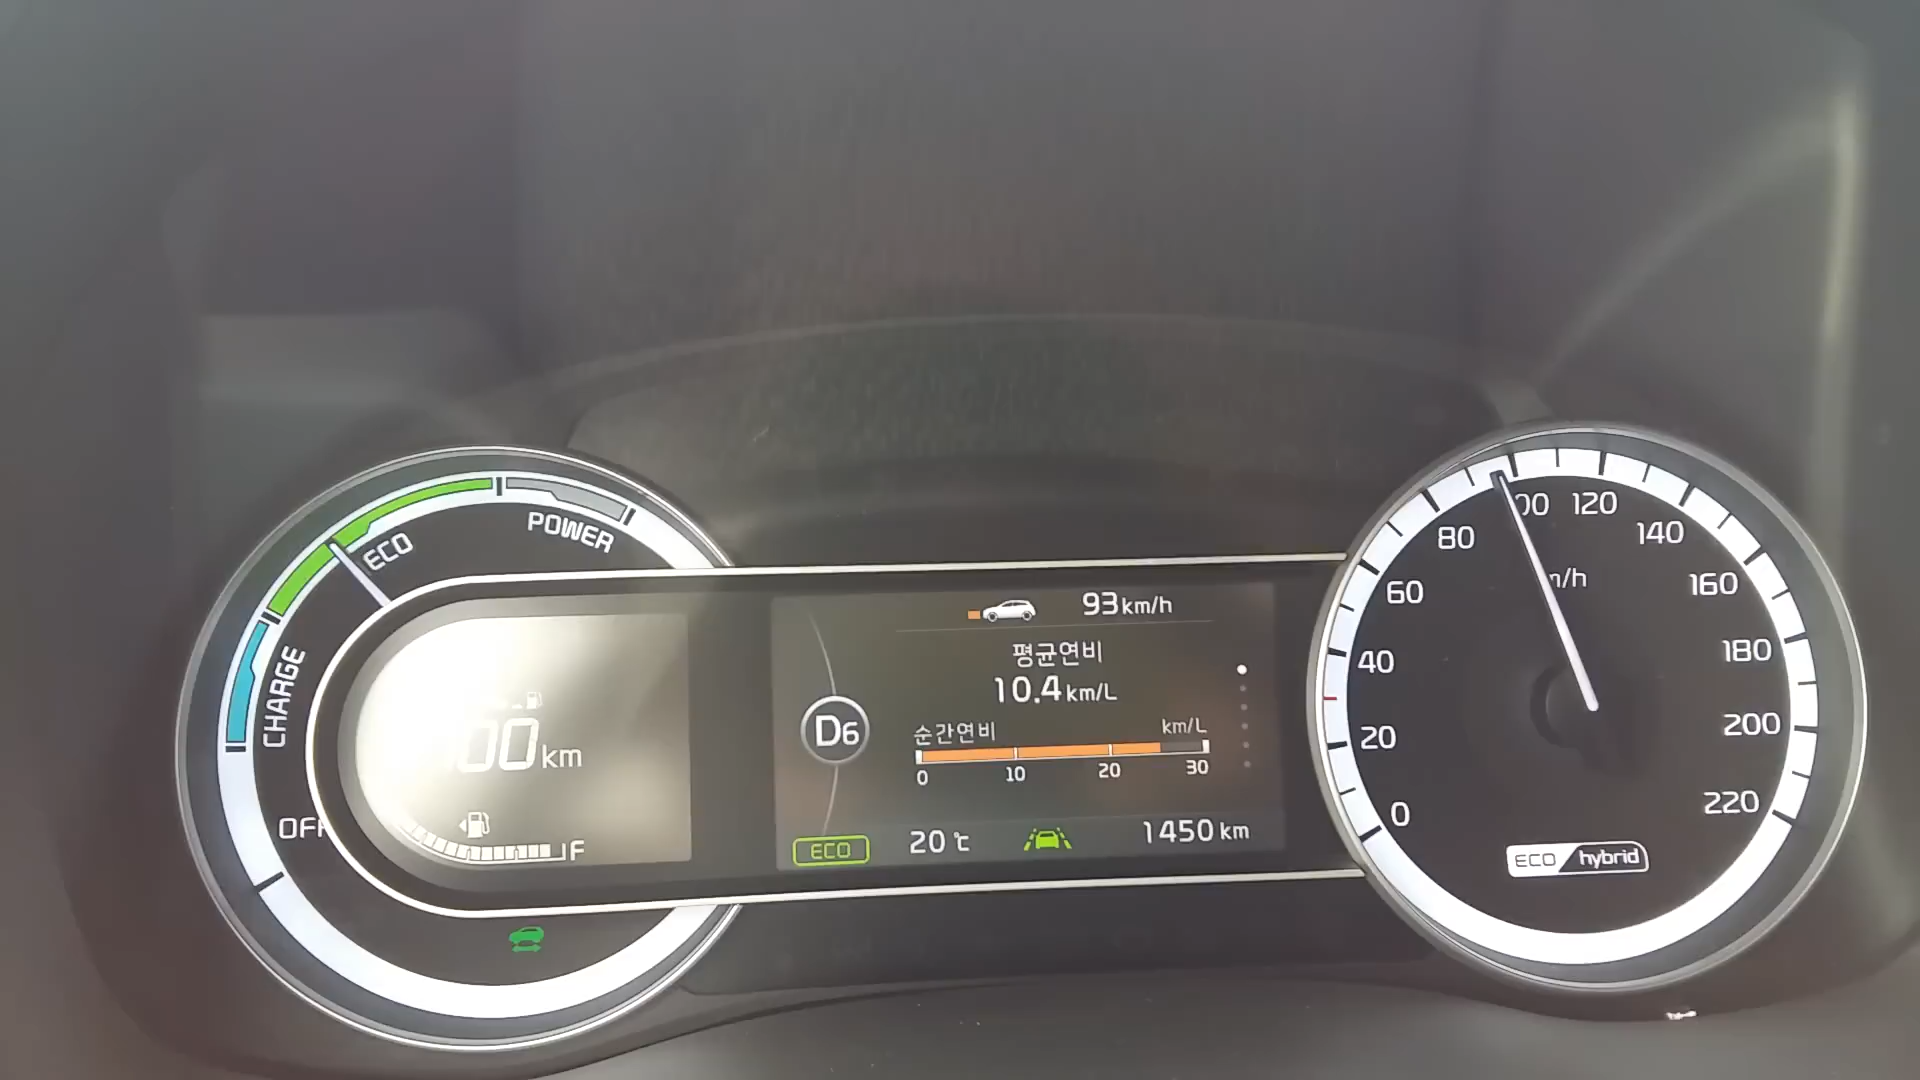 POWER
ECO
CHARGE
OFF
km
F
93km/h
평균연비
10.4km/L
순간연비 km/L
0 10 20 30
D6
ECO
20℃
1450 km
0
20
40
60
80
120
140
160
180
200
220
ECO hybrid